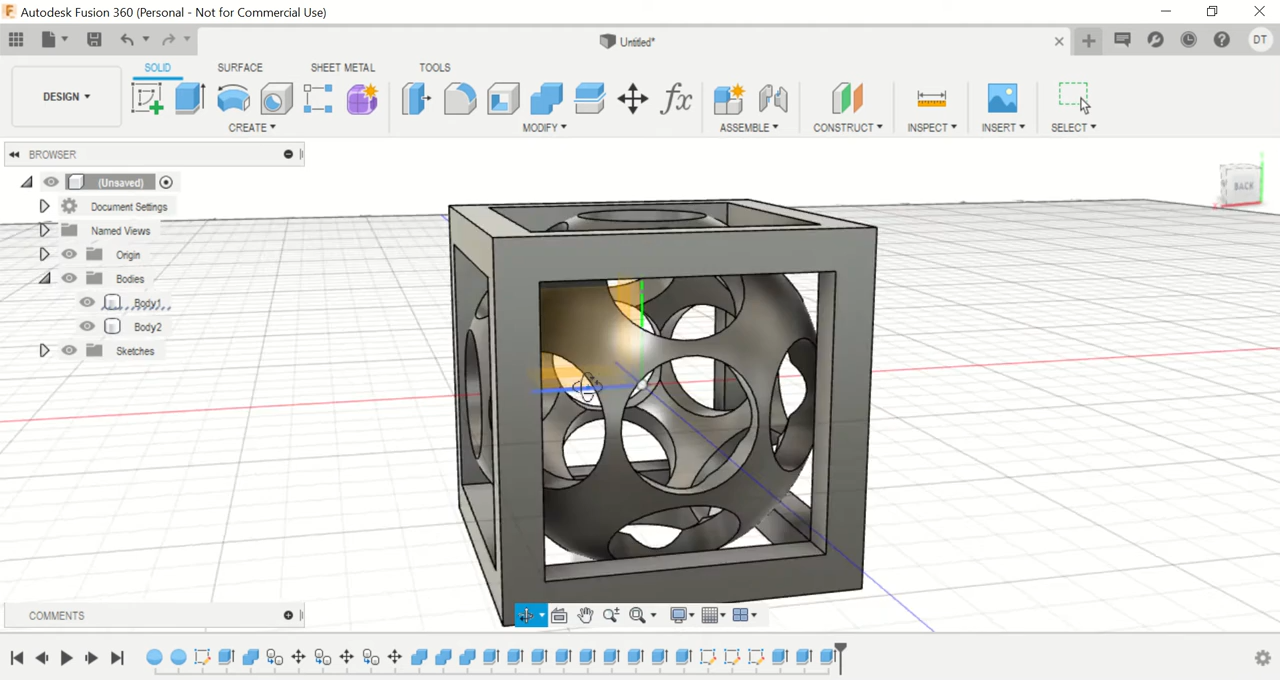 Autodesk Fusion 360 (Personal - Not for Commercial Use)
Untitled*
DT
SOLID SURFACE SHEET METAL TOOLS
DESIGN
CREATE MODIFY ASSEMBLE CONSTRUCT INSPECT INSERT SELECT
BROWSER
(Unsaved)
Document Settings
Named Views
Origin
Bodies
Body1
Body2
Sketches
BACK
COMMENTS